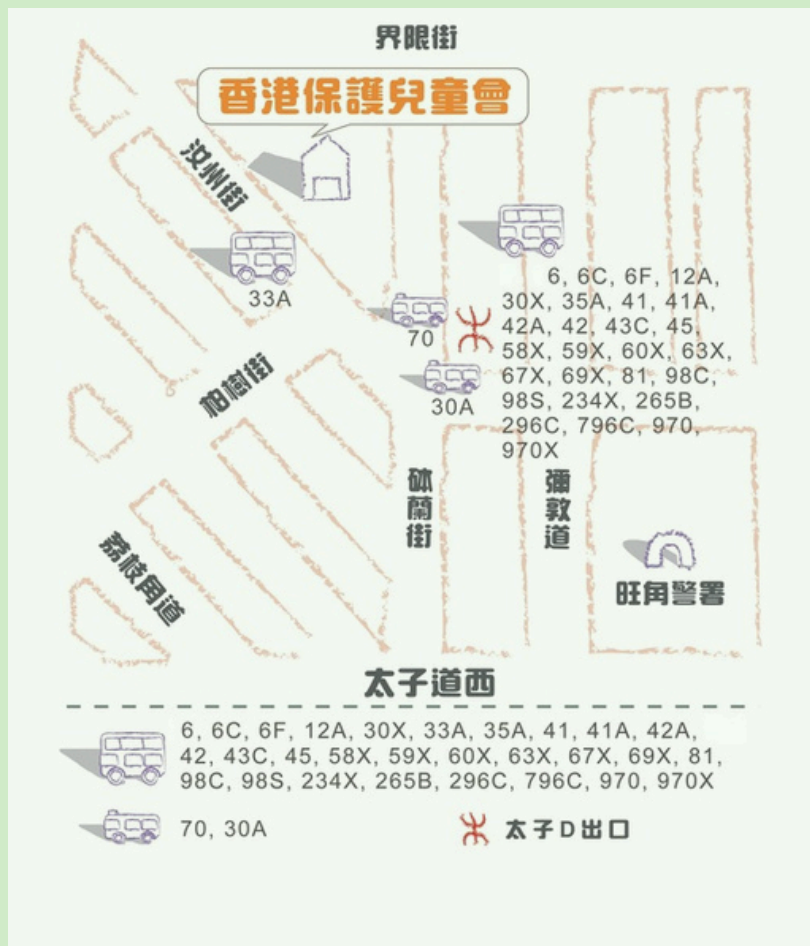 界限街
香港保護兒童會
汝州街
33A
6, 6C, 6F, 12A,
30X, 35A, 41, 41A,
42A, 42, 43C, 45,
58X, 59X, 60X, 63X,
67X, 69X, 81, 98C,
98S, 234X, 265B,
296C, 796C, 970,
970X
70
30A
柏樹街
砵蘭街
彌敦道
荔枝角道
旺角警署
太子道西
6, 6C, 6F, 12A, 30X, 33A, 35A, 41, 41A, 42A,
42, 43C, 45, 58X, 59X, 60X, 63X, 67X, 69X, 81,
98C, 98S, 234X, 265B, 296C, 796C, 970, 970X
70, 30A
太子D出口